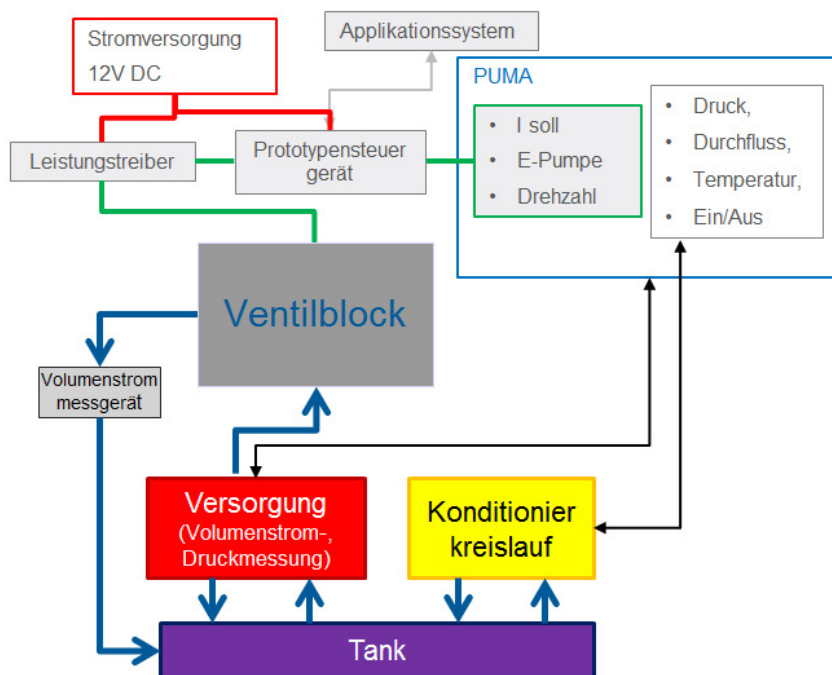 Stromversorgung
12V DC
Applikationssystem
PUMA
Leistungstreiber
Prototypensteuer
gerät
• I soll
• E-Pumpe
• Drehzahl
• Druck,
• Durchfluss,
• Temperatur,
• Ein/Aus
Ventilblock
Volumenstrom
messgerät
Versorgung
(Volumenstrom-,
Druckmessung)
Konditionier
kreislauf
Tank